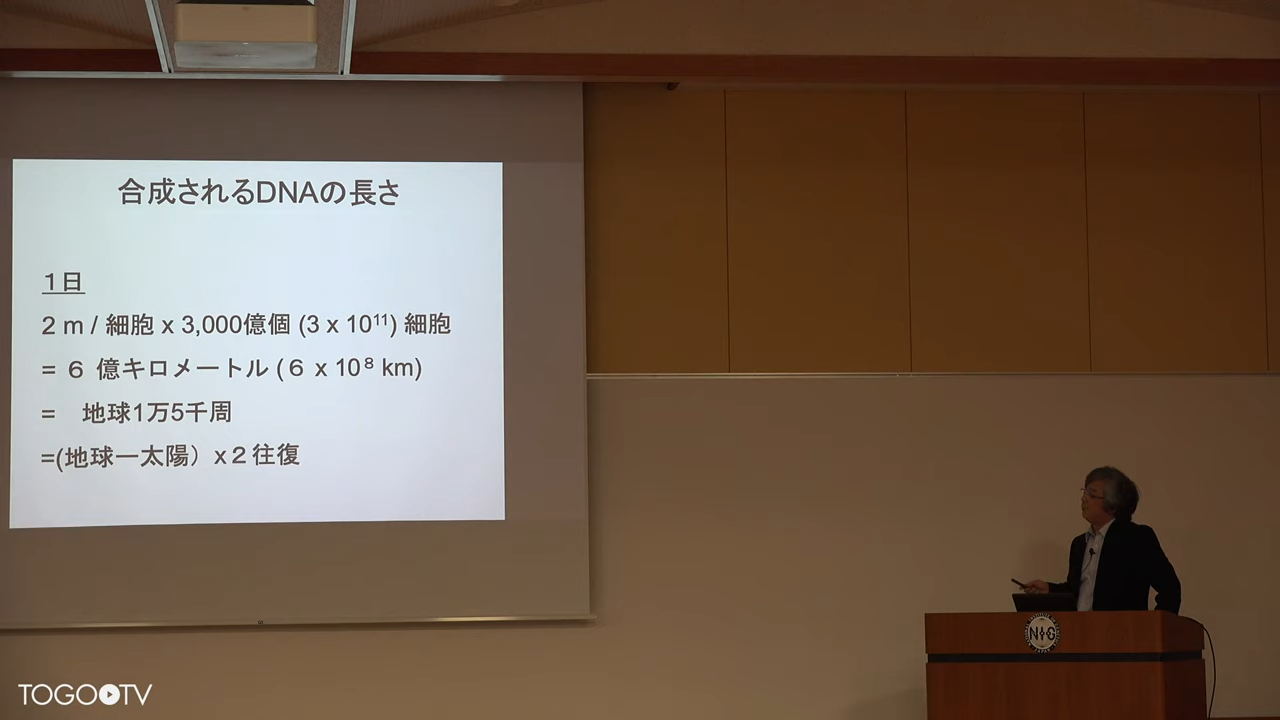 合成されるDNAの長さ
１日
2 m / 細胞 x 3,000億個 (3 x 10¹¹) 細胞
= ６ 億キロメートル (６ x 10⁸ km)
= 地球1万5千周
=(地球ー太陽）x２往復
NIG
TOGOTV